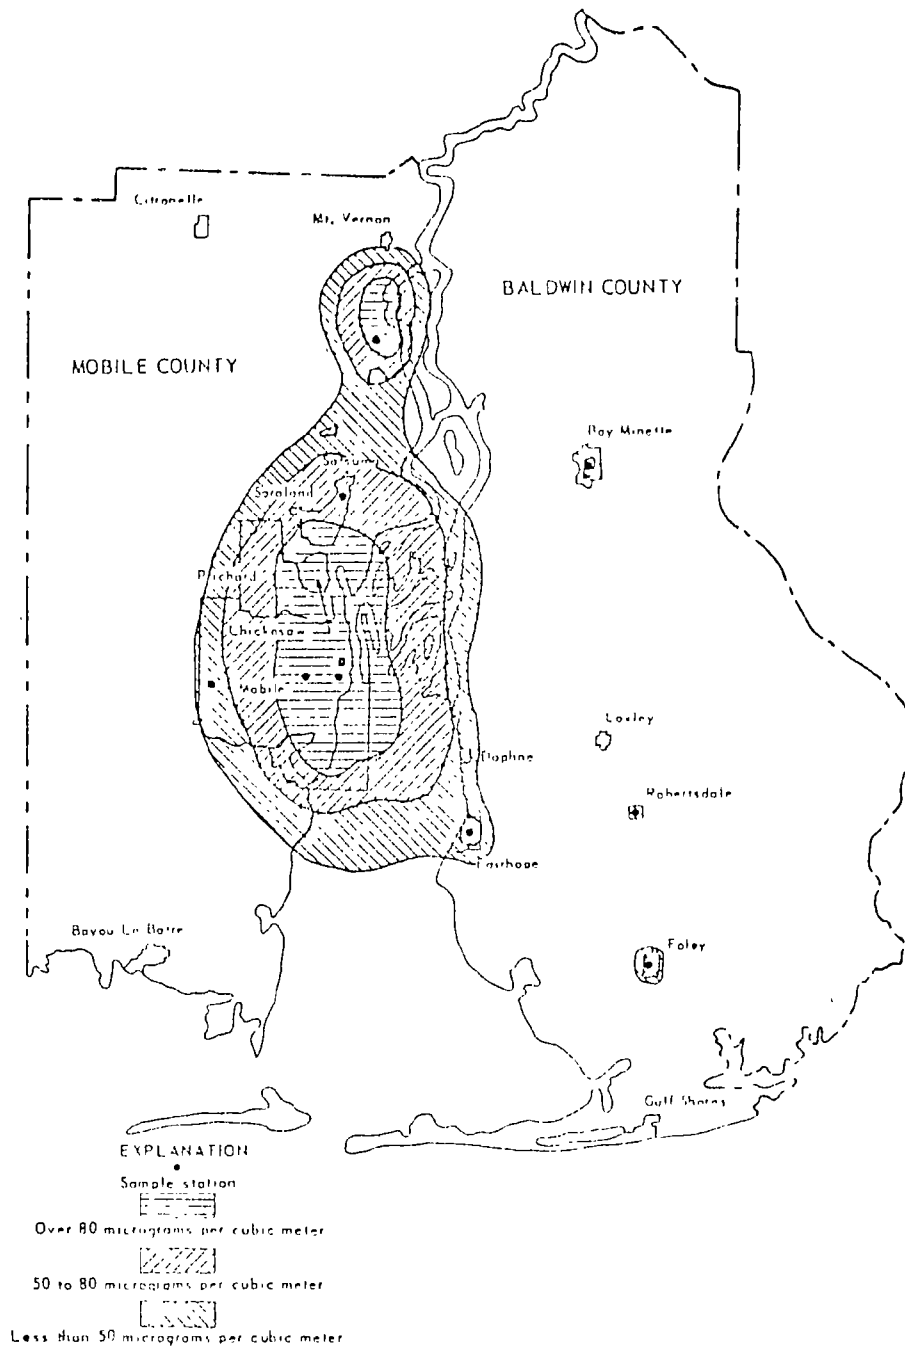 Citronelle
Mt. Vernon
BALDWIN COUNTY
MOBILE COUNTY
Bay Minette
Satsuma
Saraland
Prichard
Chickasaw
Mobile
Loxley
Daphne
Robertsdale
Fairhope
Bayou La Batre
Foley
Gulf Shores
EXPLANATION
Sample station
Over 80 micrograms per cubic meter
50 to 80 micrograms per cubic meter
Less than 50 micrograms per cubic meter